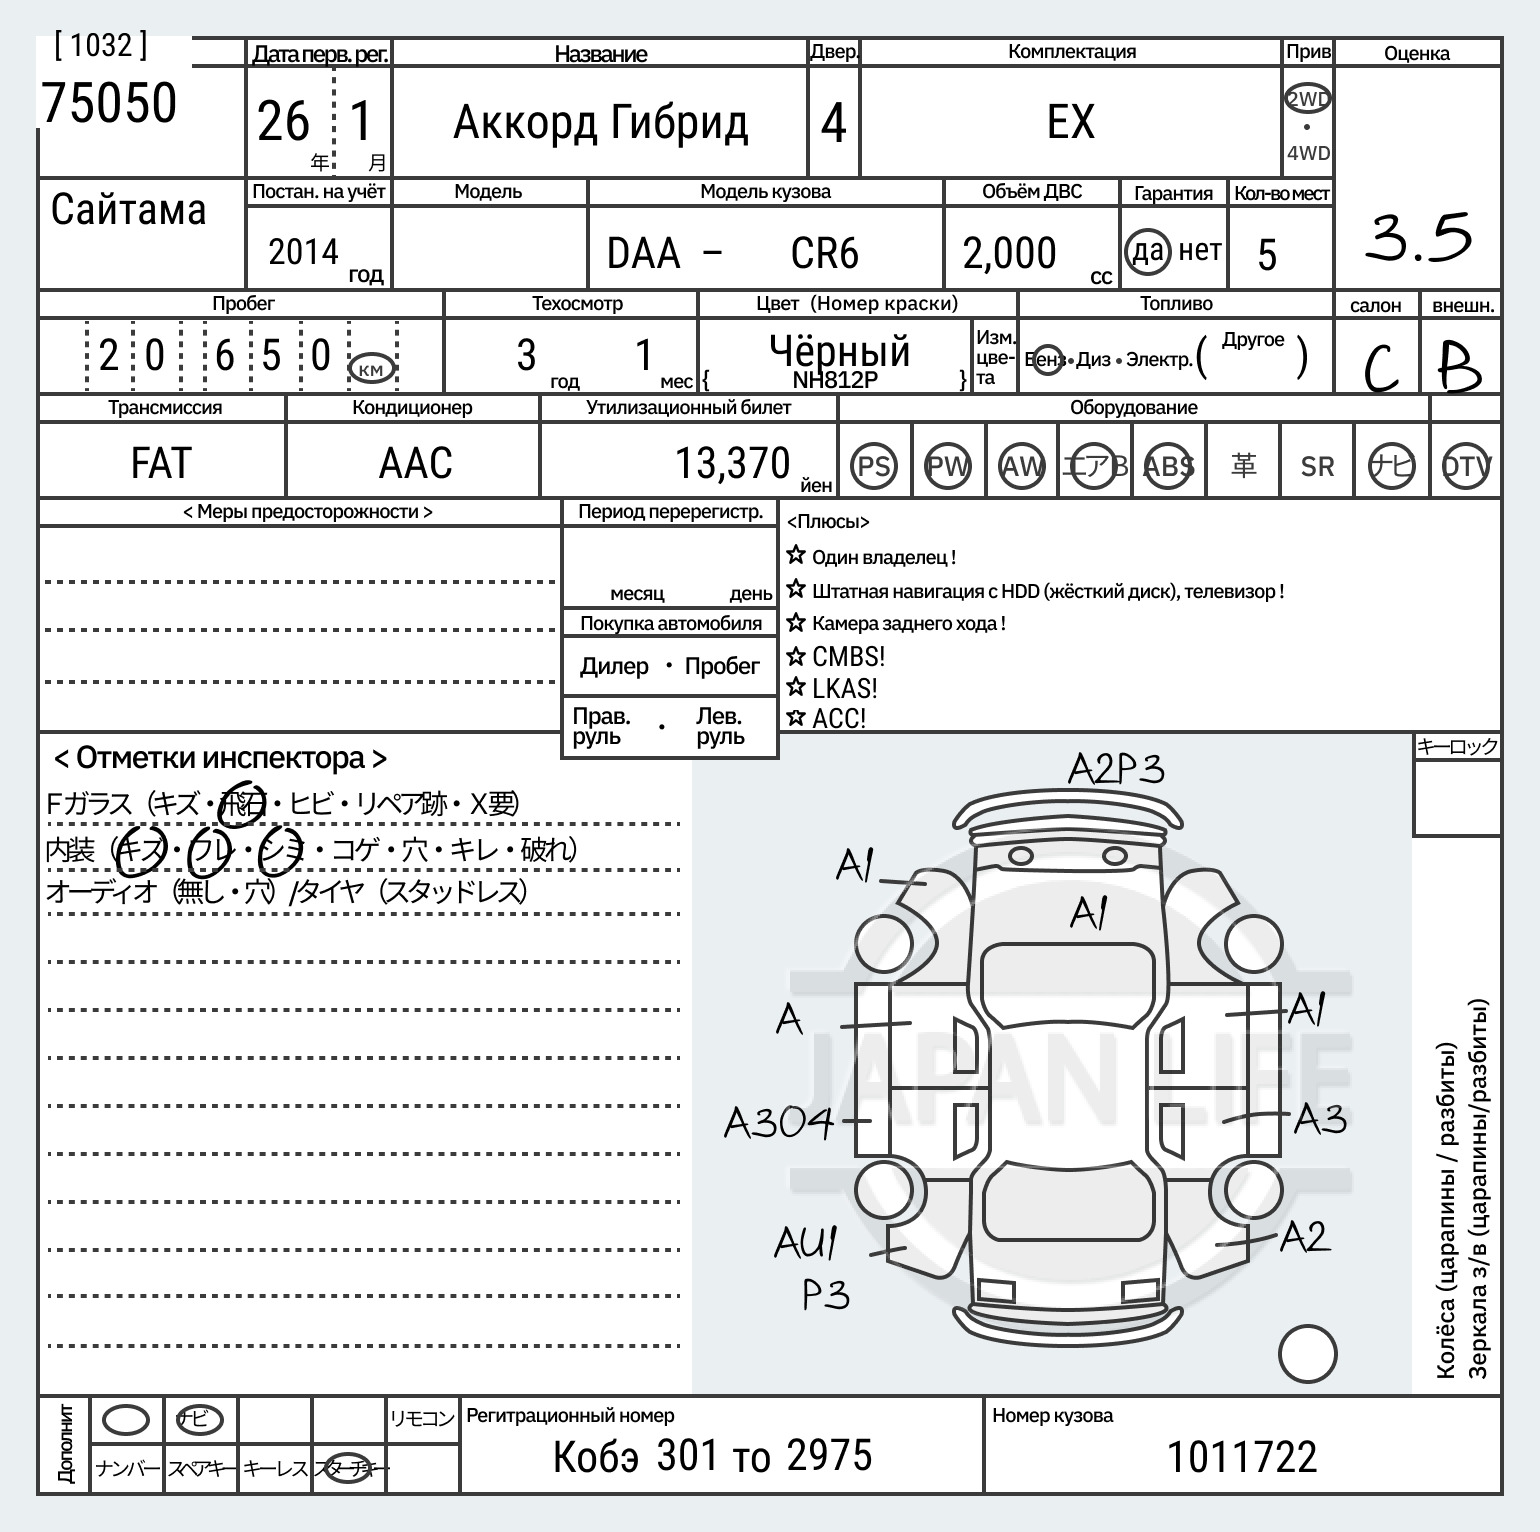 [ 1032 ]
75050
Дата перв. рег.
Название
Двер.
Комплектация
Прив
Оценка
26 年 1 月
Аккорд Гибрид
4
EX
2WD
•
4WD
3.5
Сайтама
Постан. на учёт
Модель
Модель кузова
Объём ДВС
Гарантия
Кол-во мест
2014 год
DAA – CR6
2,000 cc
да нет
5
Пробег
Техосмотр
Цвет (Номер краски)
Топливо
салон
внешн.
2 0 6 5 0 км
3 год 1 мес
Чёрный
{ NH812P }
Изм.
цве-
та
Бенз • Диз • Электр. ( Другое )
C
B
Трансмиссия
Кондиционер
Утилизационный билет
Оборудование
FAT
AAC
13,370 йен
PS
PW
AW
エアB
ABS
革
SR
ナビ
DTV
< Меры предосторожности >
Период перерегистр.
месяц день
Покупка автомобиля
Дилер · Пробег
Прав. руль · Лев. руль
<Плюсы>
☆ Один владелец !
☆ Штатная навигация с HDD (жёсткий диск), телевизор !
☆ Камера заднего хода !
☆ CMBS!
☆ LKAS!
☆ ACC!
< Отметки инспектора >
Fガラス（キズ・飛石・ヒビ・リペア跡・X要）
内装（キズ・ワレ・シミ・コゲ・穴・キレ・破れ）
オーディオ（無し・穴）/タイヤ（スタッドレス）
キーロック
A2P3
A1
A1
A
A1
JAPAN LIFE
A304
A3
AU1
P3
A2
Колёса (царапины / разбиты)
Зеркала з/в (царапины/разбиты)
Дополнит
ナビ
リモコン
ナンバー
スペアキー
キーレス
スターチキー
Регитрационный номер
Кобэ 301 то 2975
Номер кузова
1011722